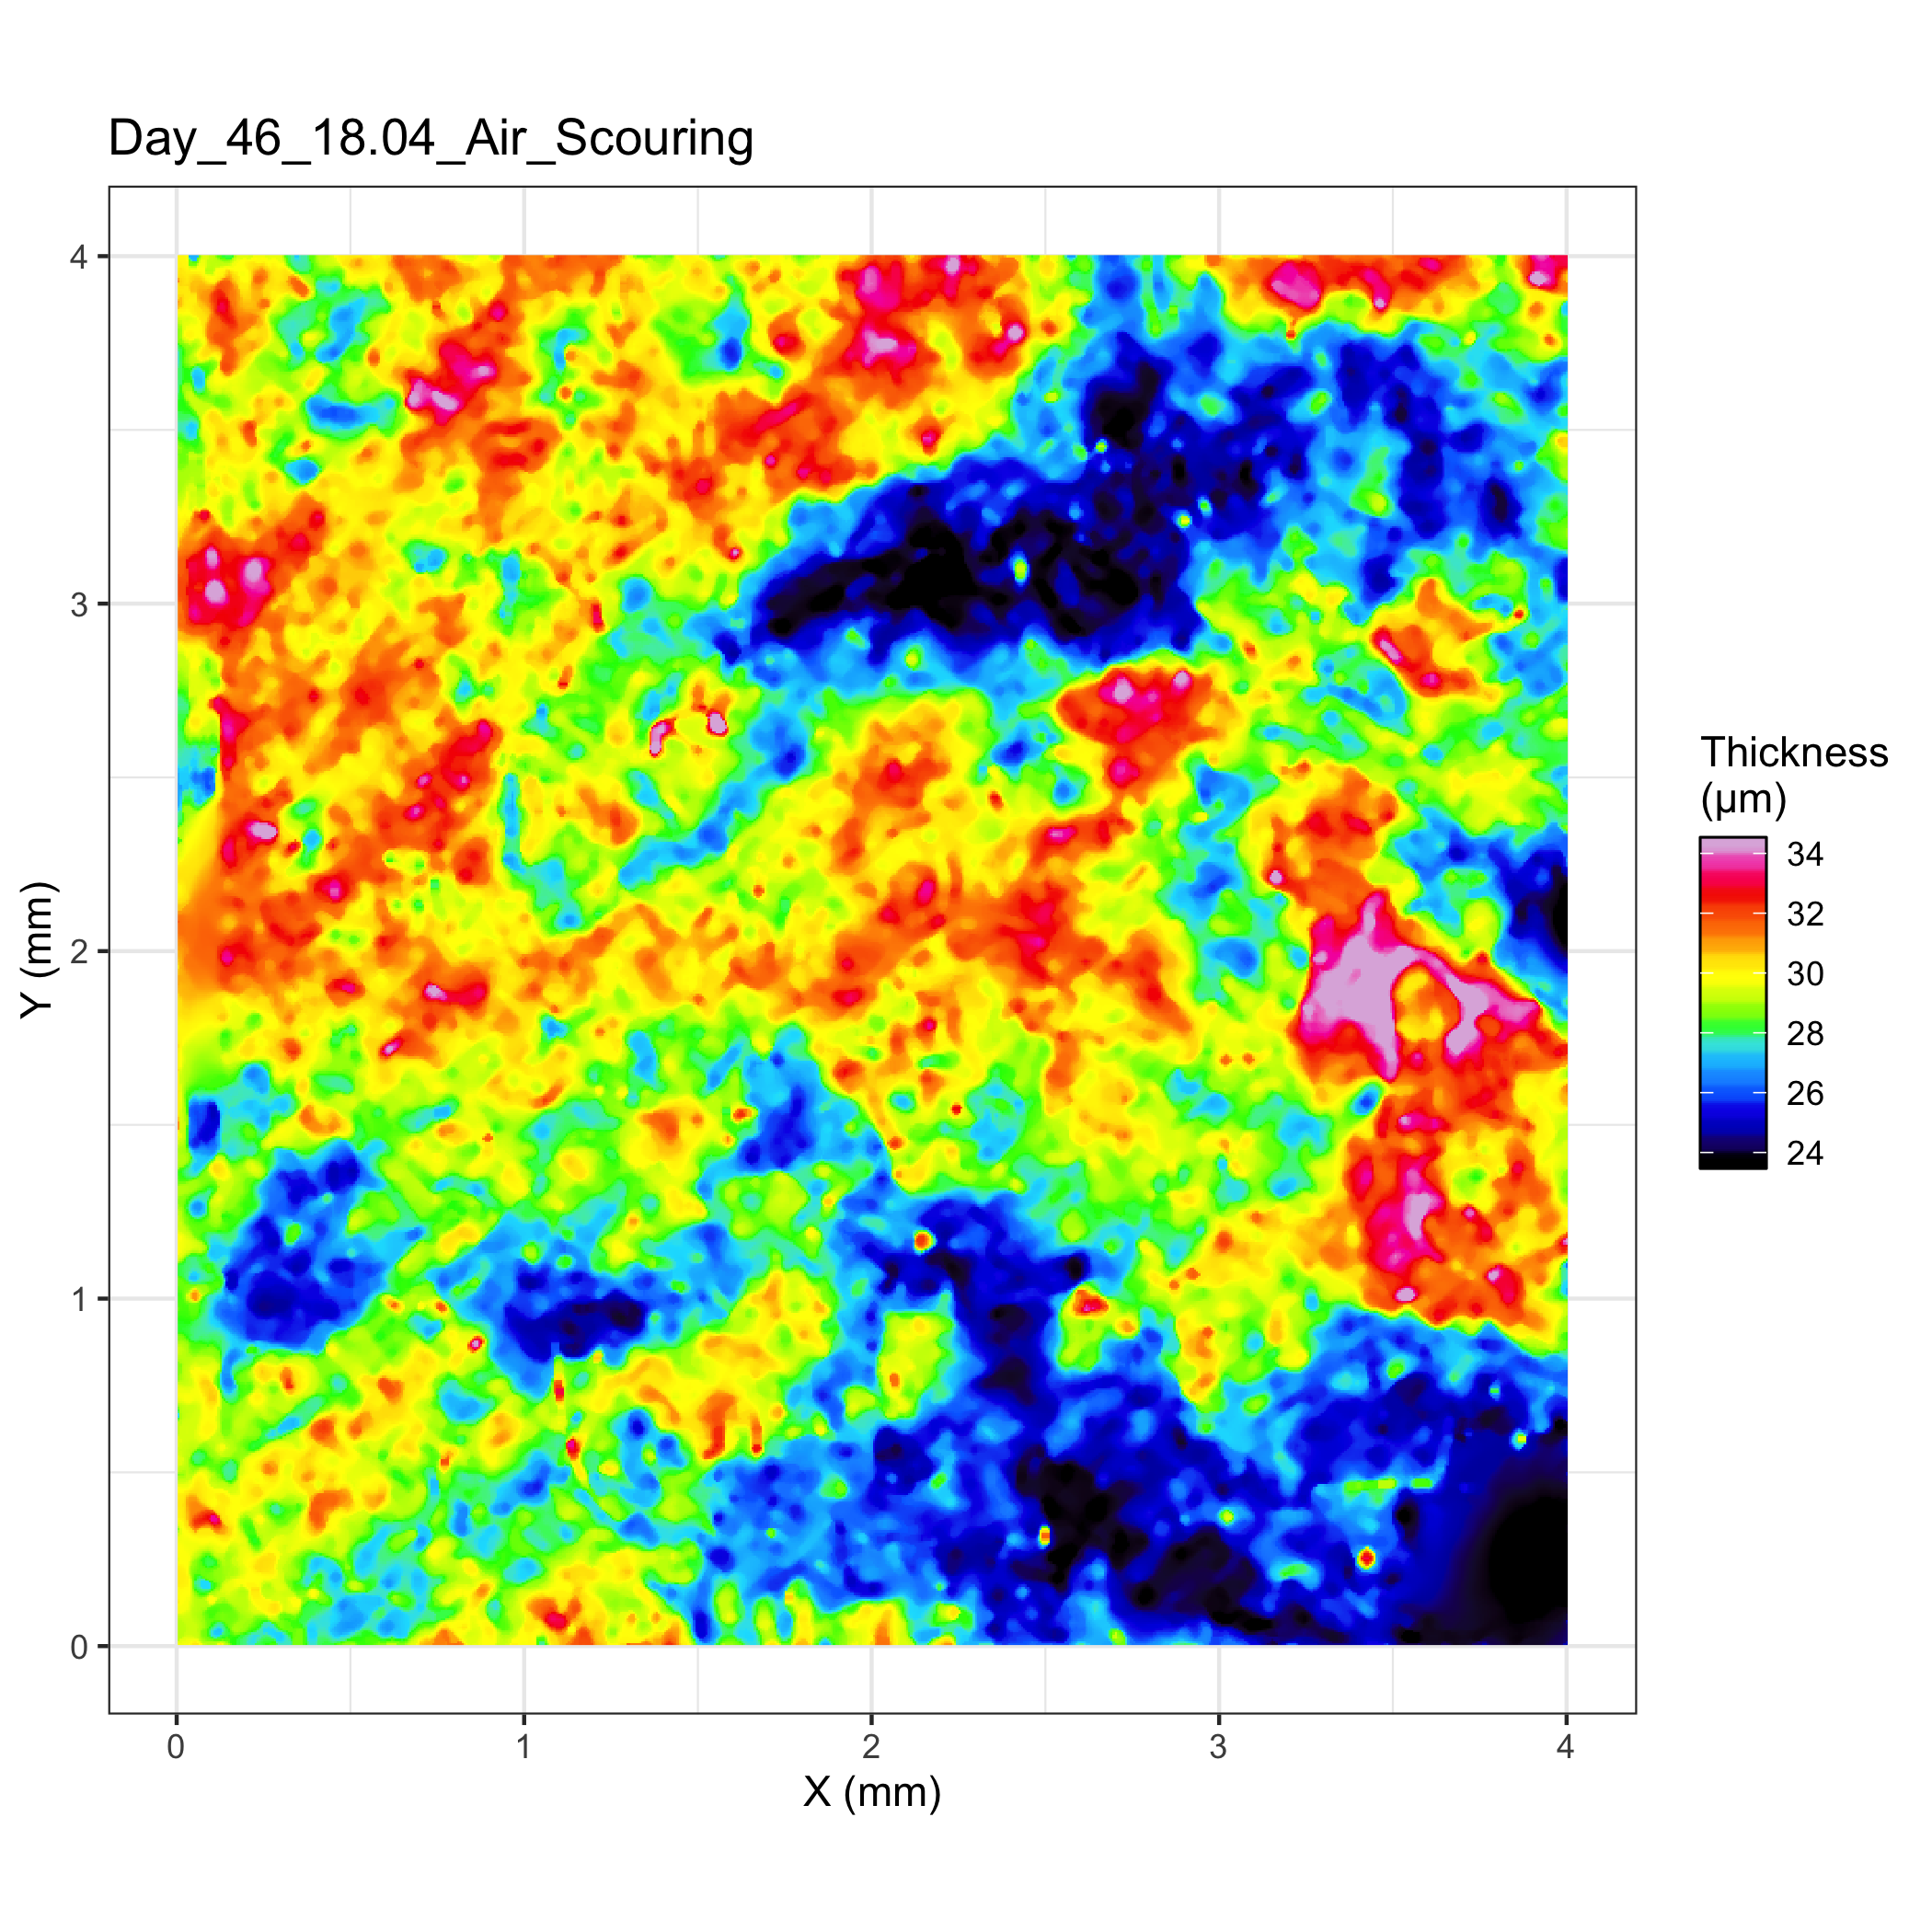 Day_46_18.04_Air_Scouring
4
3
2
1
0
Y (mm)
0 1 2 3 4
X (mm)
Thickness
(μm)
34
32
30
28
26
24